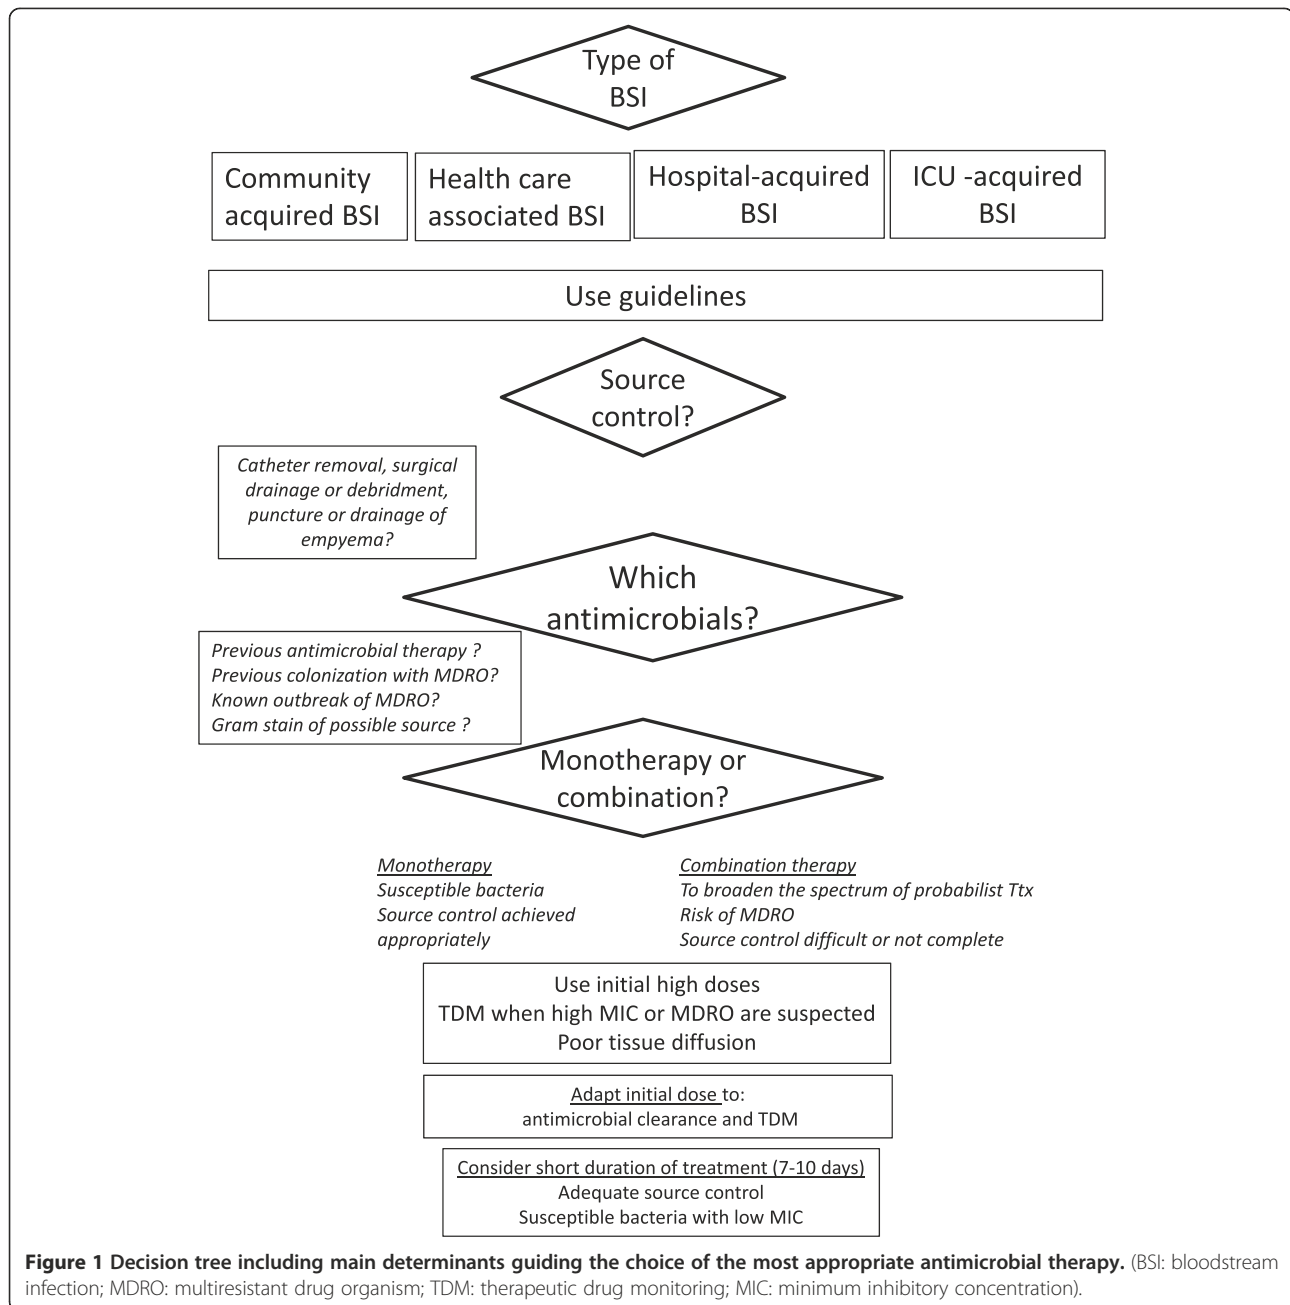 Type of
BSI
Community
acquired BSI
Health care
associated BSI
Hospital-acquired
BSI
ICU -acquired
BSI
Use guidelines
Source
control?
Catheter removal, surgical
drainage or debridment,
puncture or drainage of
empyema?
Which
antimicrobials?
Previous antimicrobial therapy ?
Previous colonization with MDRO?
Known outbreak of MDRO?
Gram stain of possible source ?
Monotherapy or
combination?
Monotherapy
Susceptible bacteria
Source control achieved
appropriately
Combination therapy
To broaden the spectrum of probabilist Ttx
Risk of MDRO
Source control difficult or not complete
Use initial high doses
TDM when high MIC or MDRO are suspected
Poor tissue diffusion
Adapt initial dose to:
antimicrobial clearance and TDM
Consider short duration of treatment (7-10 days)
Adequate source control
Susceptible bacteria with low MIC
Figure 1 Decision tree including main determinants guiding the choice of the most appropriate antimicrobial therapy. (BSI: bloodstream
infection; MDRO: multiresistant drug organism; TDM: therapeutic drug monitoring; MIC: minimum inhibitory concentration).